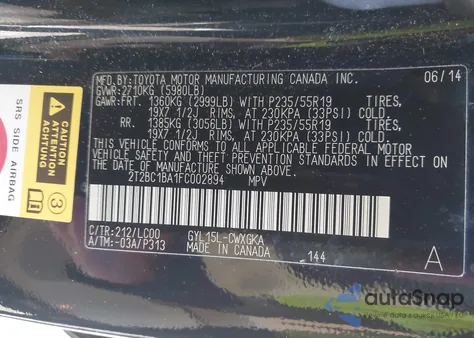 MFD. BY: TOYOTA MOTOR MANUFACTURING CANADA INC. 06/14
GVWR: 2710KG (5980LB)
GAWR: FRT. 1360KG (2999LB) WITH P235/55R19 TIRES,
19X7 1/2J RIMS, AT 230KPA (33PSI) COLD
RR. 1385KG (3056LB) WITH P235/55R19 TIRES,
19X7 1/2J RIMS, AT 230KPA (33PSI) COLD
THIS VEHICLE CONFORMS TO ALL APPLICABLE FEDERAL MOTOR
VEHICLE SAFETY AND THEFT PREVENTION STANDARDS IN EFFECT ON
THE DATE OF MANUFACTURE SHOWN ABOVE.
2T2BC1BA1FC002894 MPV
C/TR: 212/LC00 GYL15L-CWXGKA
A/TM: -03A/P313 MADE IN CANADA 144 A
SRS SIDE AIRBAG
CAUTION
ATTENTION
ACHTUNG
3
autoSnap